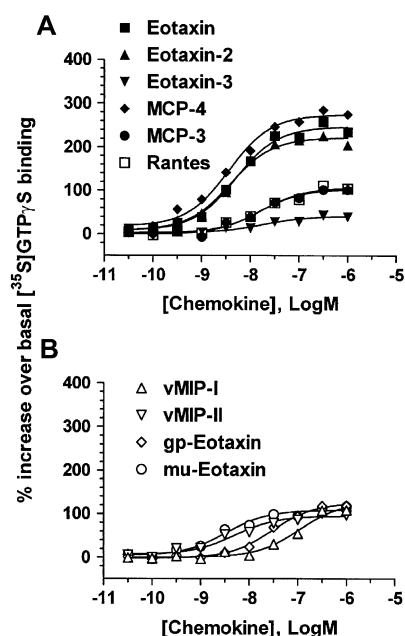 A
Eotaxin
Eotaxin-2
Eotaxin-3
MCP-4
MCP-3
Rantes
400
300
200
100
0
-11 -10 -9 -8 -7 -6 -5
[Chemokine], LogM
% increase over basal [³⁵S]GTPγS binding
B
vMIP-I
vMIP-II
gp-Eotaxin
mu-Eotaxin
400
300
200
100
0
-11 -10 -9 -8 -7 -6 -5
[Chemokine], LogM